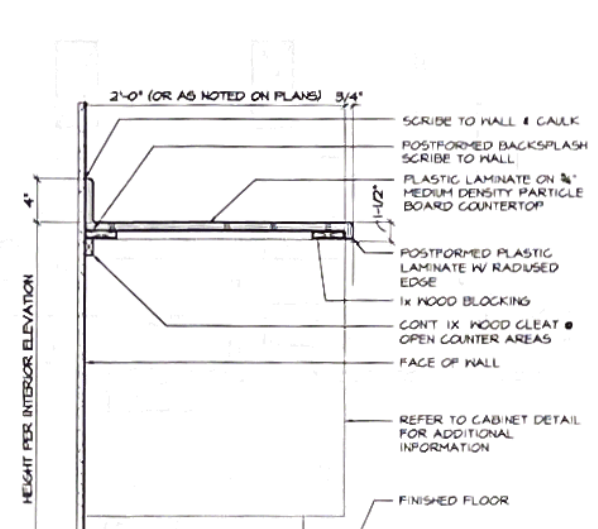 2'-0" (OR AS NOTED ON PLANS) 3/4"
SCRIBE TO WALL & CAULK
POSTFORMED BACKSPLASH
SCRIBE TO WALL
PLASTIC LAMINATE ON ¾"
MEDIUM DENSITY PARTICLE
BOARD COUNTERTOP
4"
1-1/2"
POSTFORMED PLASTIC
LAMINATE W/ RADIUSED
EDGE
1x WOOD BLOCKING
CON'T 1X WOOD CLEAT @
OPEN COUNTER AREAS
FACE OF WALL
HEIGHT PER INTERIOR ELEVATION
REFER TO CABINET DETAIL
FOR ADDITIONAL
INFORMATION
FINISHED FLOOR